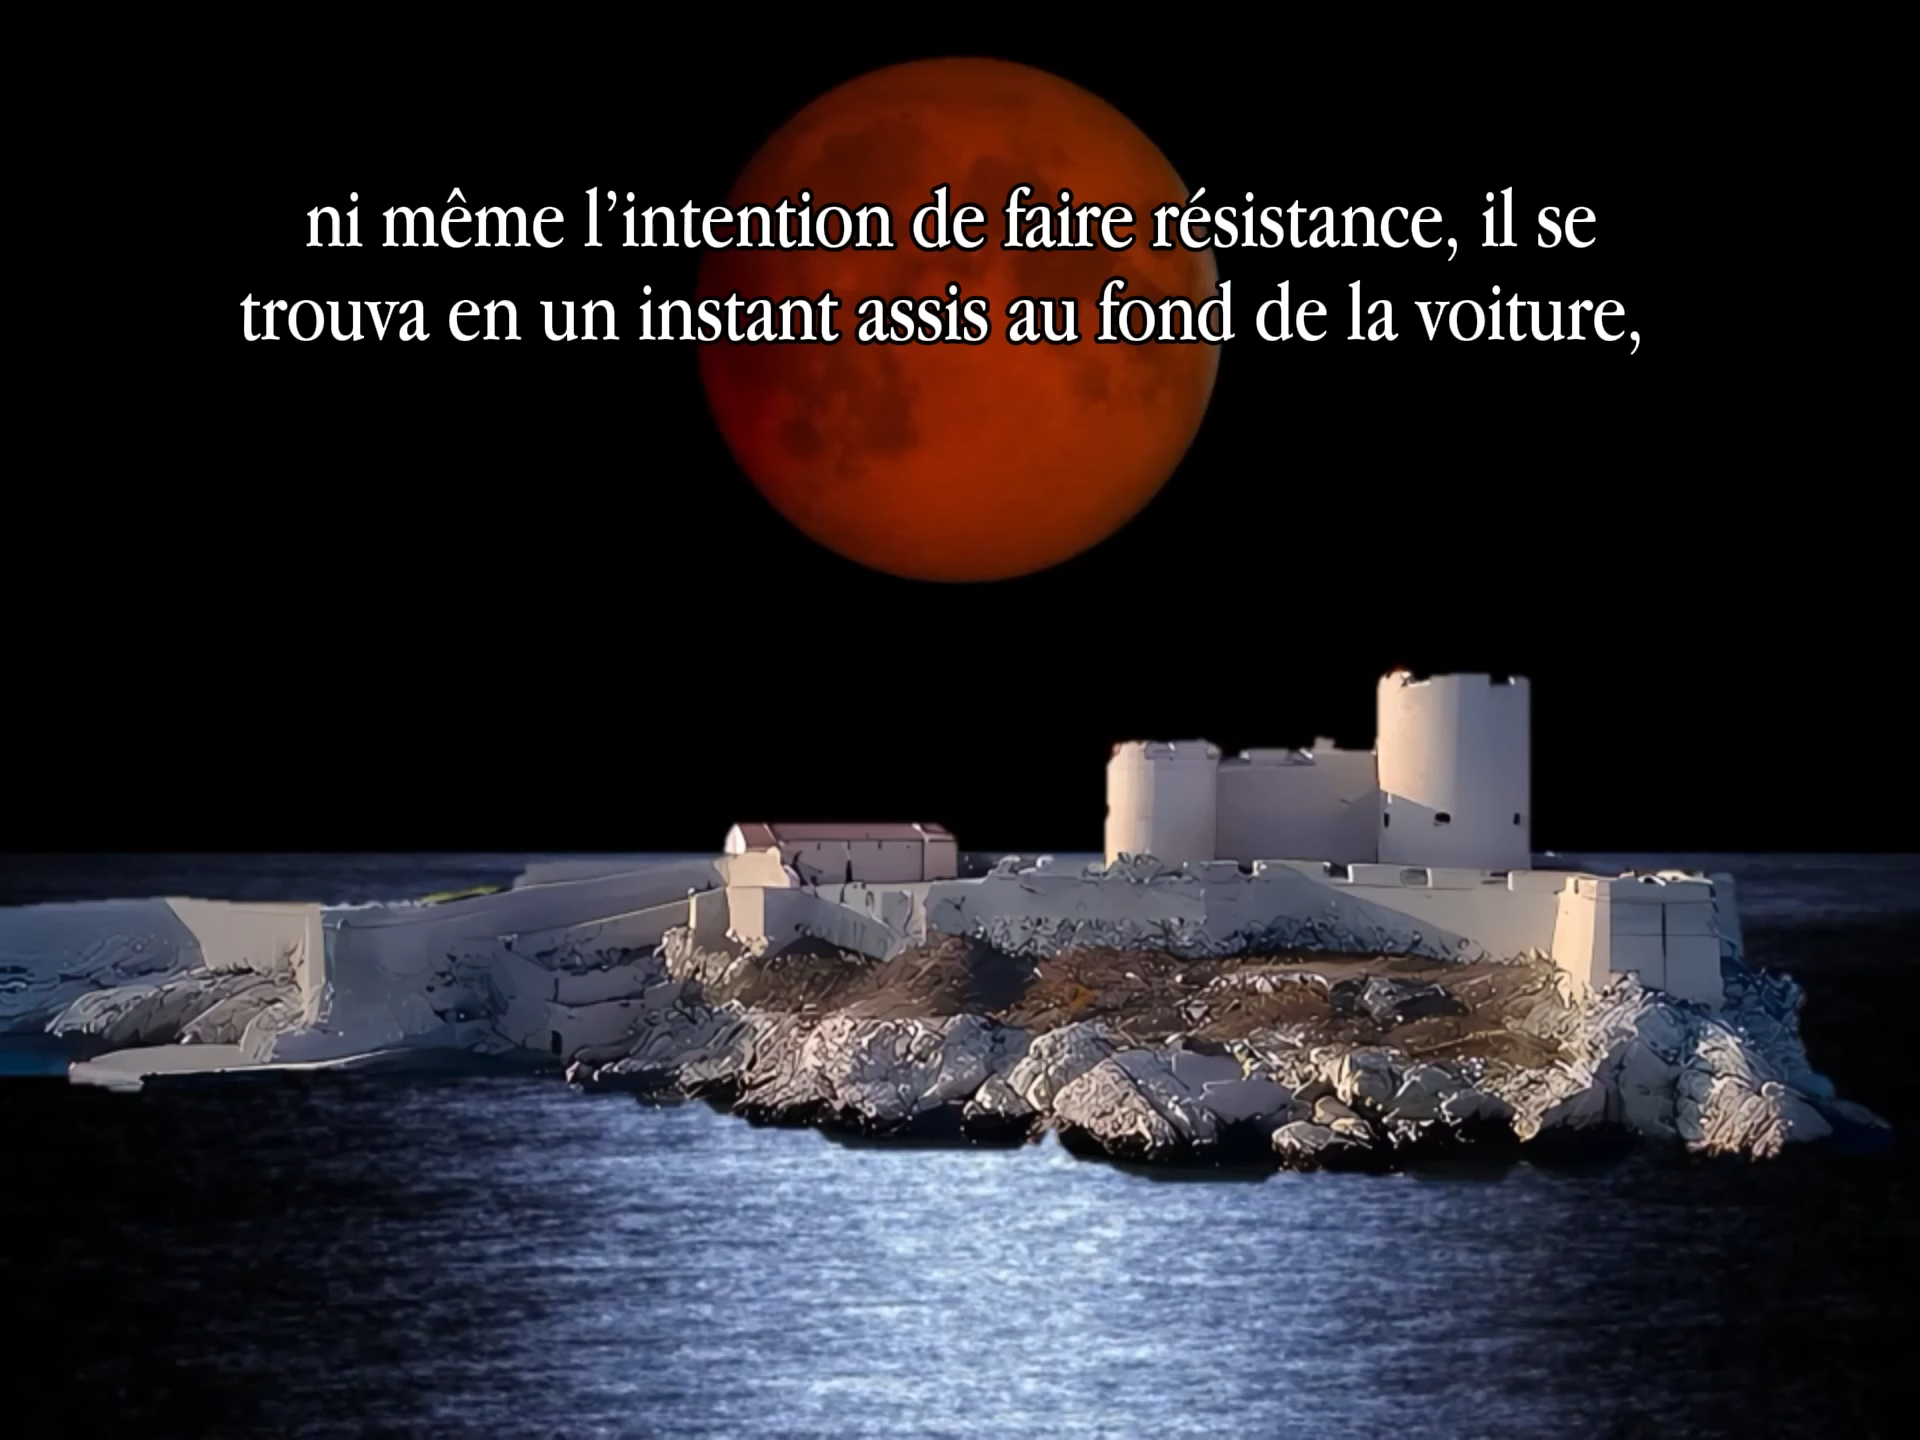 ni même l’intention de faire résistance, il se
trouva en un instant assis au fond de la voiture,